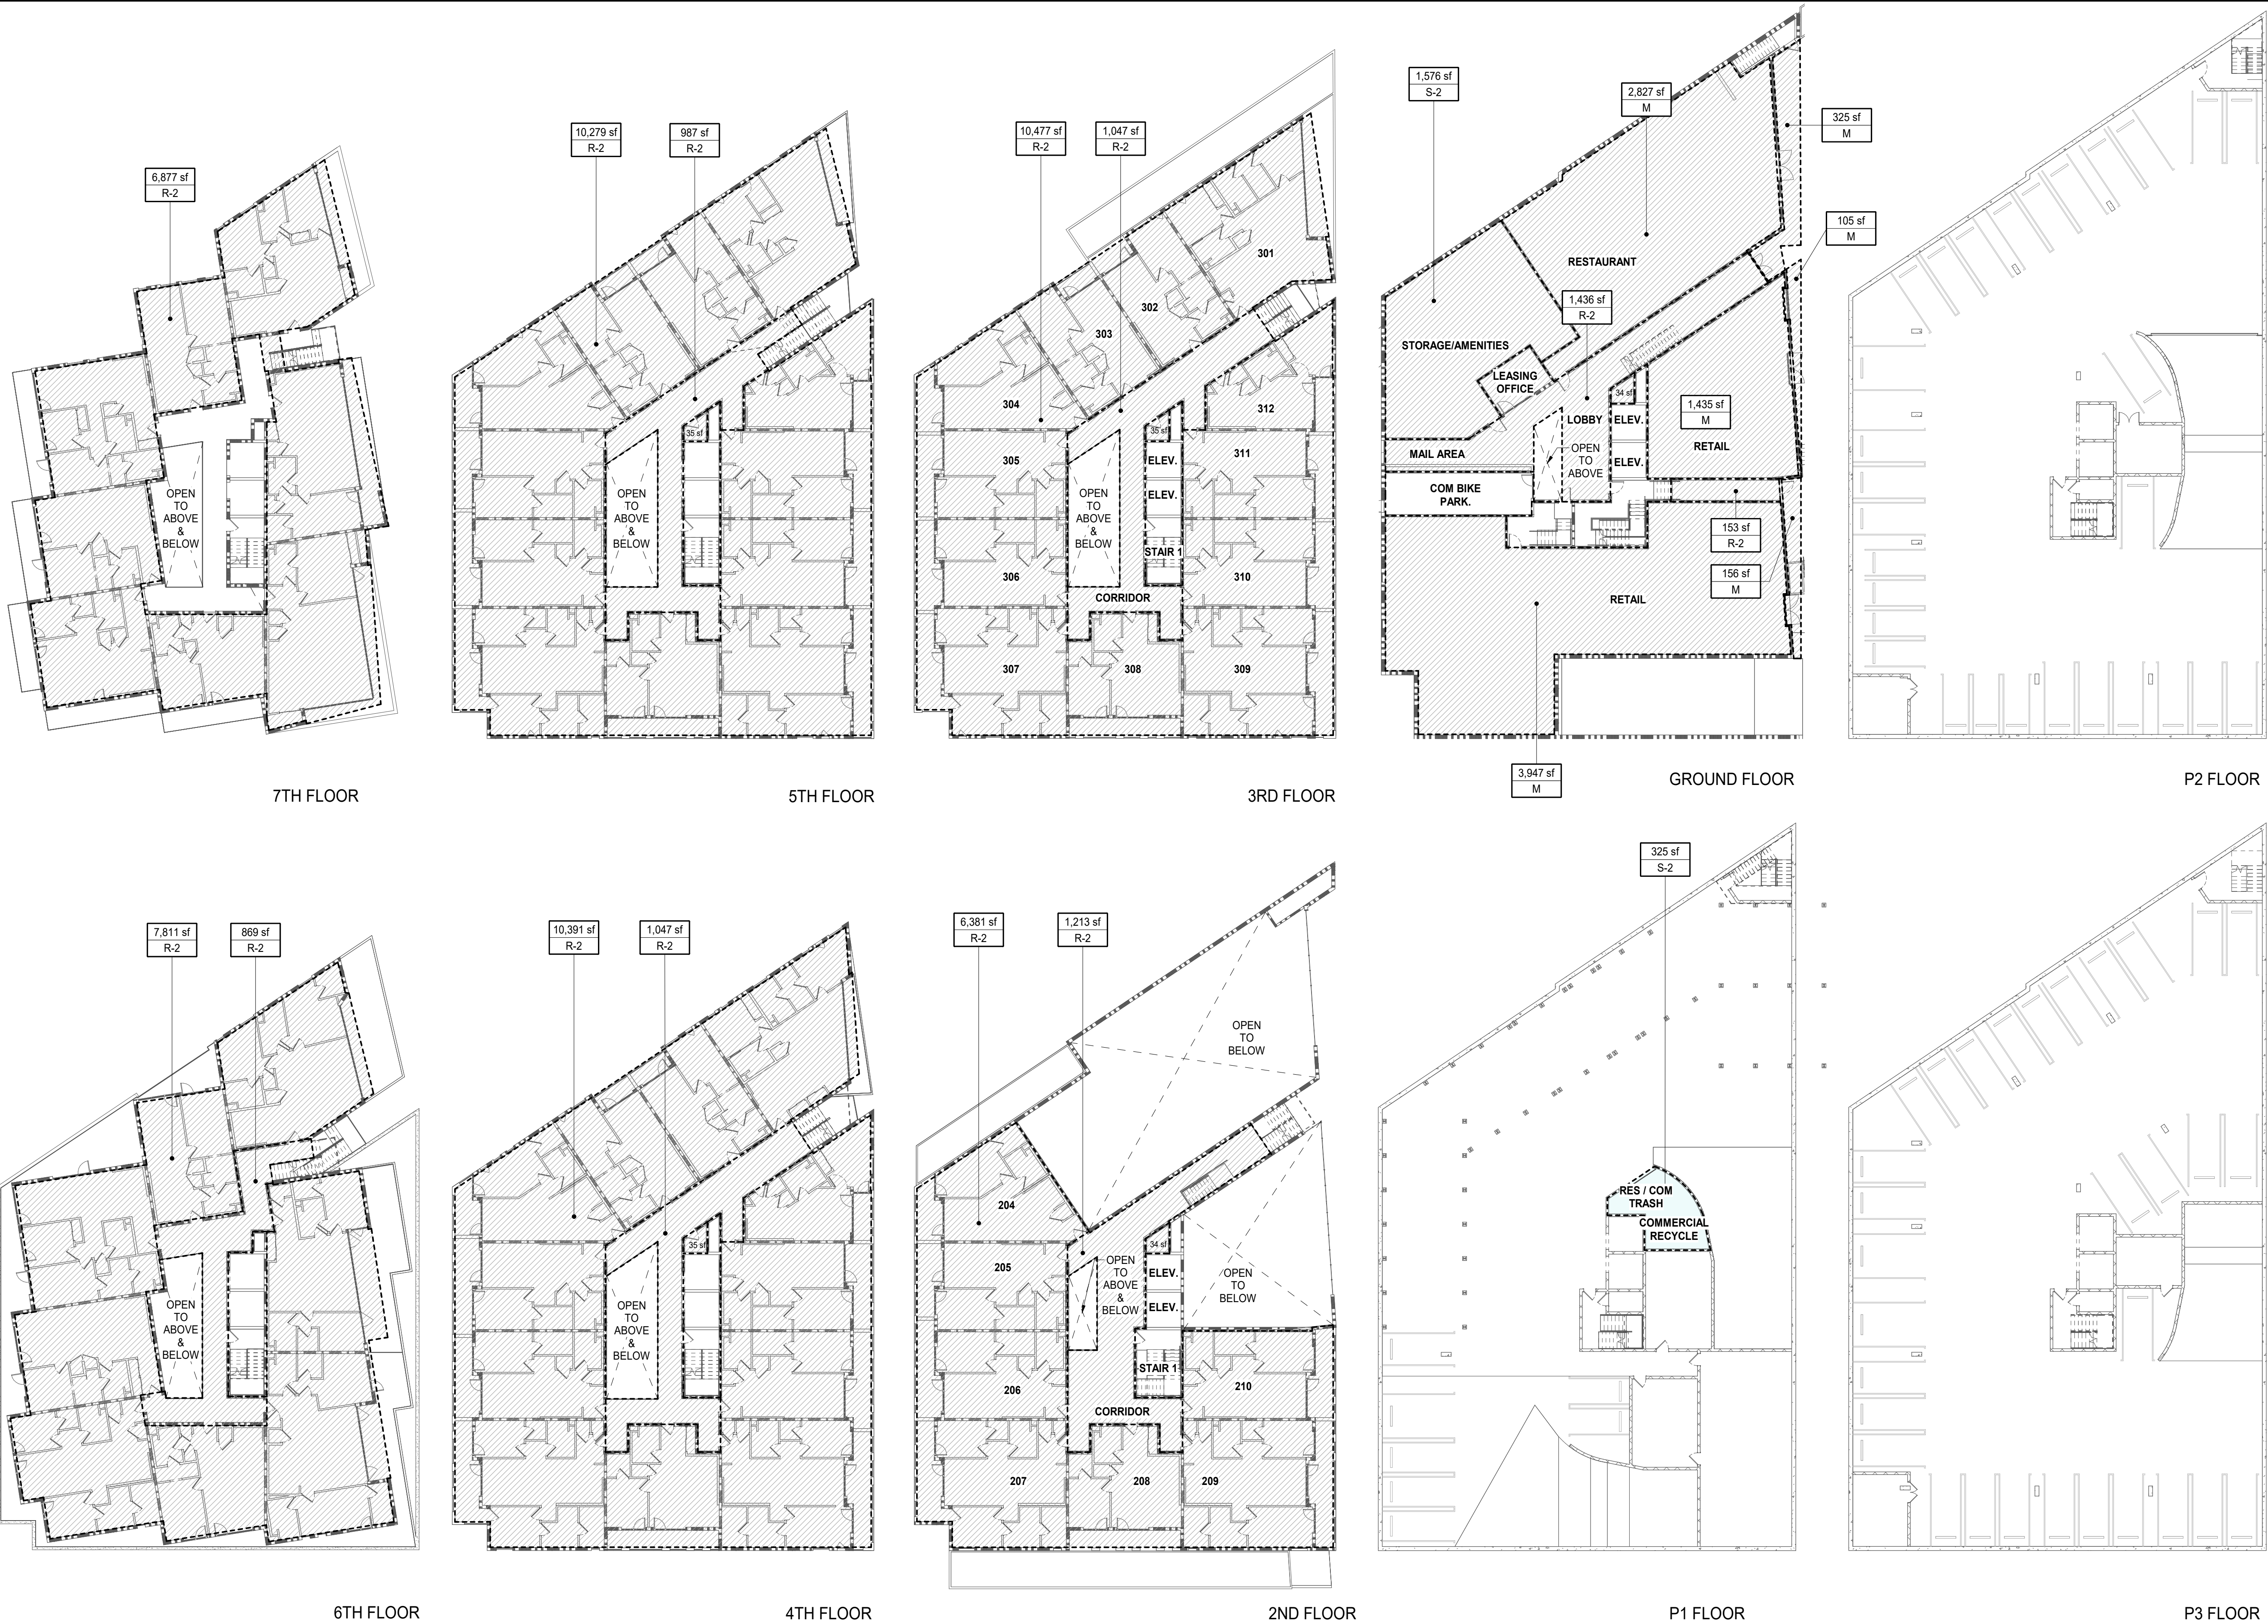 6,877 sf
R-2
OPEN
TO
ABOVE
&
BELOW
7TH FLOOR
10,279 sf
R-2
987 sf
R-2
35 sf
OPEN
TO
ABOVE
&
BELOW
5TH FLOOR
10,477 sf
R-2
1,047 sf
R-2
301
302
303
304
312
35 sf
305
311
ELEV.
ELEV.
OPEN
TO
ABOVE
&
BELOW
STAIR 1
306
310
CORRIDOR
307
308
309
3RD FLOOR
1,576 sf
S-2
2,827 sf
M
325 sf
M
105 sf
M
RESTAURANT
1,436 sf
R-2
STORAGE/AMENITIES
LEASING
OFFICE
34 sf
1,435 sf
M
LOBBY
ELEV.
RETAIL
MAIL AREA
OPEN
TO
ABOVE
ELEV.
COM BIKE
PARK.
153 sf
R-2
156 sf
M
RETAIL
3,947 sf
M
GROUND FLOOR
P2 FLOOR
7,811 sf
R-2
869 sf
R-2
OPEN
TO
ABOVE
&
BELOW
6TH FLOOR
10,391 sf
R-2
1,047 sf
R-2
35 sf
OPEN
TO
ABOVE
&
BELOW
4TH FLOOR
6,381 sf
R-2
1,213 sf
R-2
OPEN
TO
BELOW
204
34 sf
205
OPEN
TO
ABOVE
&
BELOW
ELEV.
ELEV.
OPEN
TO
BELOW
STAIR 1
206
210
CORRIDOR
207
208
209
2ND FLOOR
325 sf
S-2
RES / COM
TRASH
COMMERCIAL
RECYCLE
P1 FLOOR
P3 FLOOR